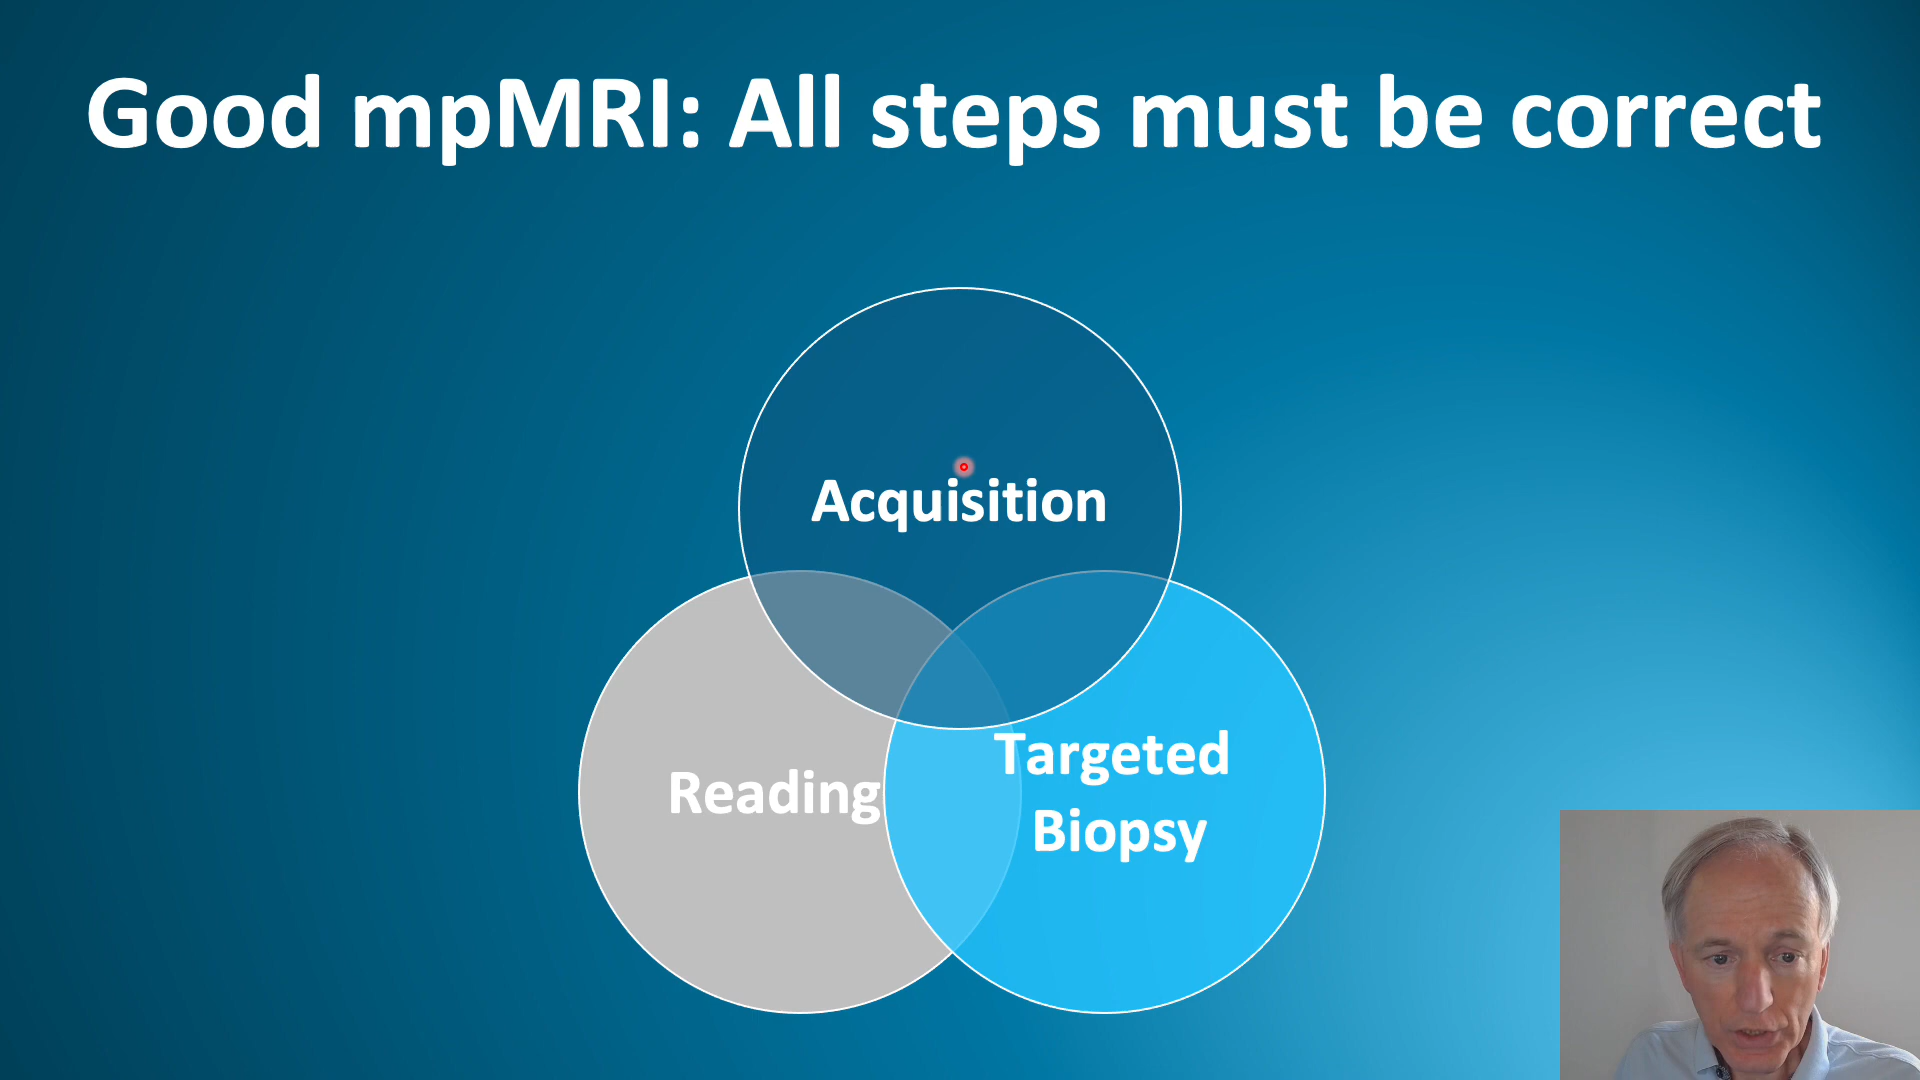 Good mpMRI: All steps must be correct
Acquisition
Reading
Targeted
Biopsy